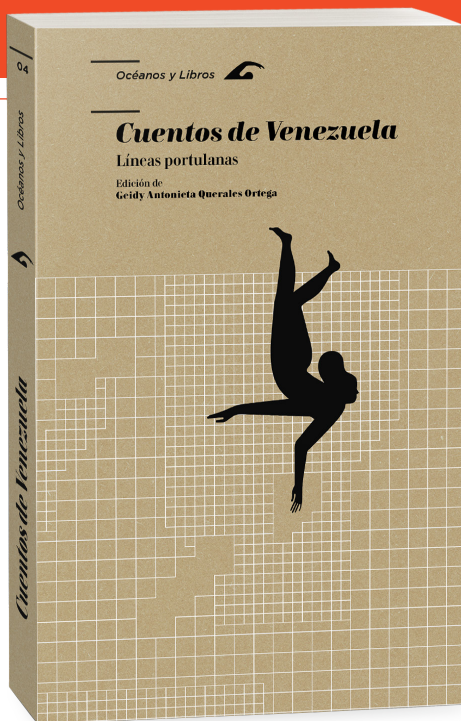 Océanos y Libros
Cuentos de Venezuela
Líneas portulanas
Edición de
Geidy Antonieta Querales Ortega
04
Océanos y Libros
Cuentos de Venezuela